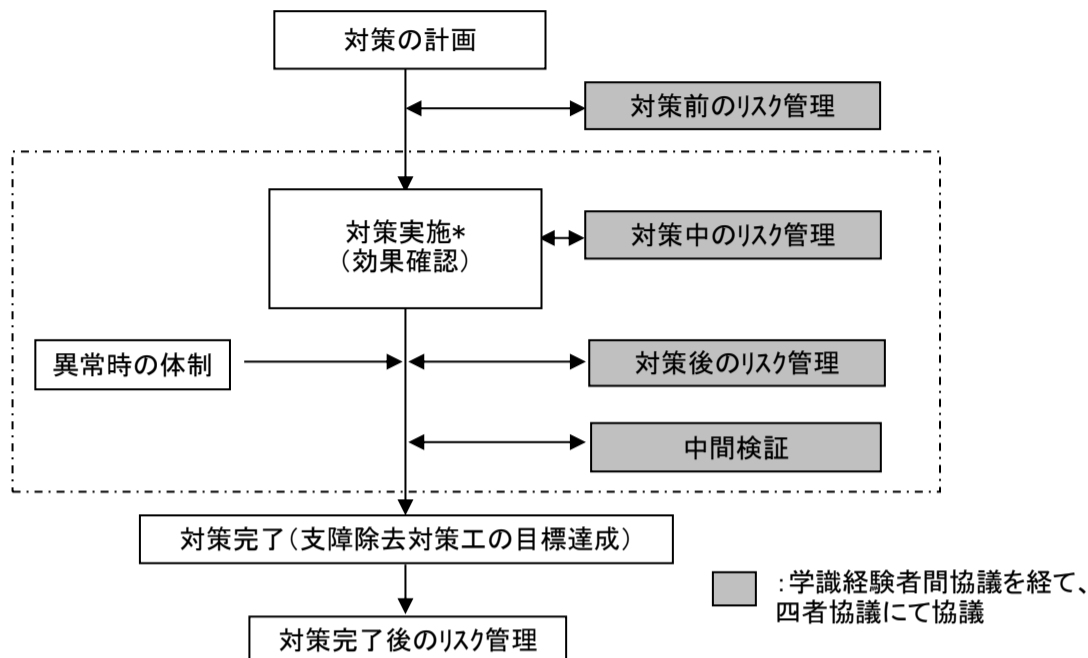 対策の計画
対策前のリスク管理
対策実施*
（効果確認）
対策中のリスク管理
異常時の体制
対策後のリスク管理
中間検証
対策完了（支障除去対策工の目標達成）
：学識経験者間協議を経て、
四者協議にて協議
対策完了後のリスク管理